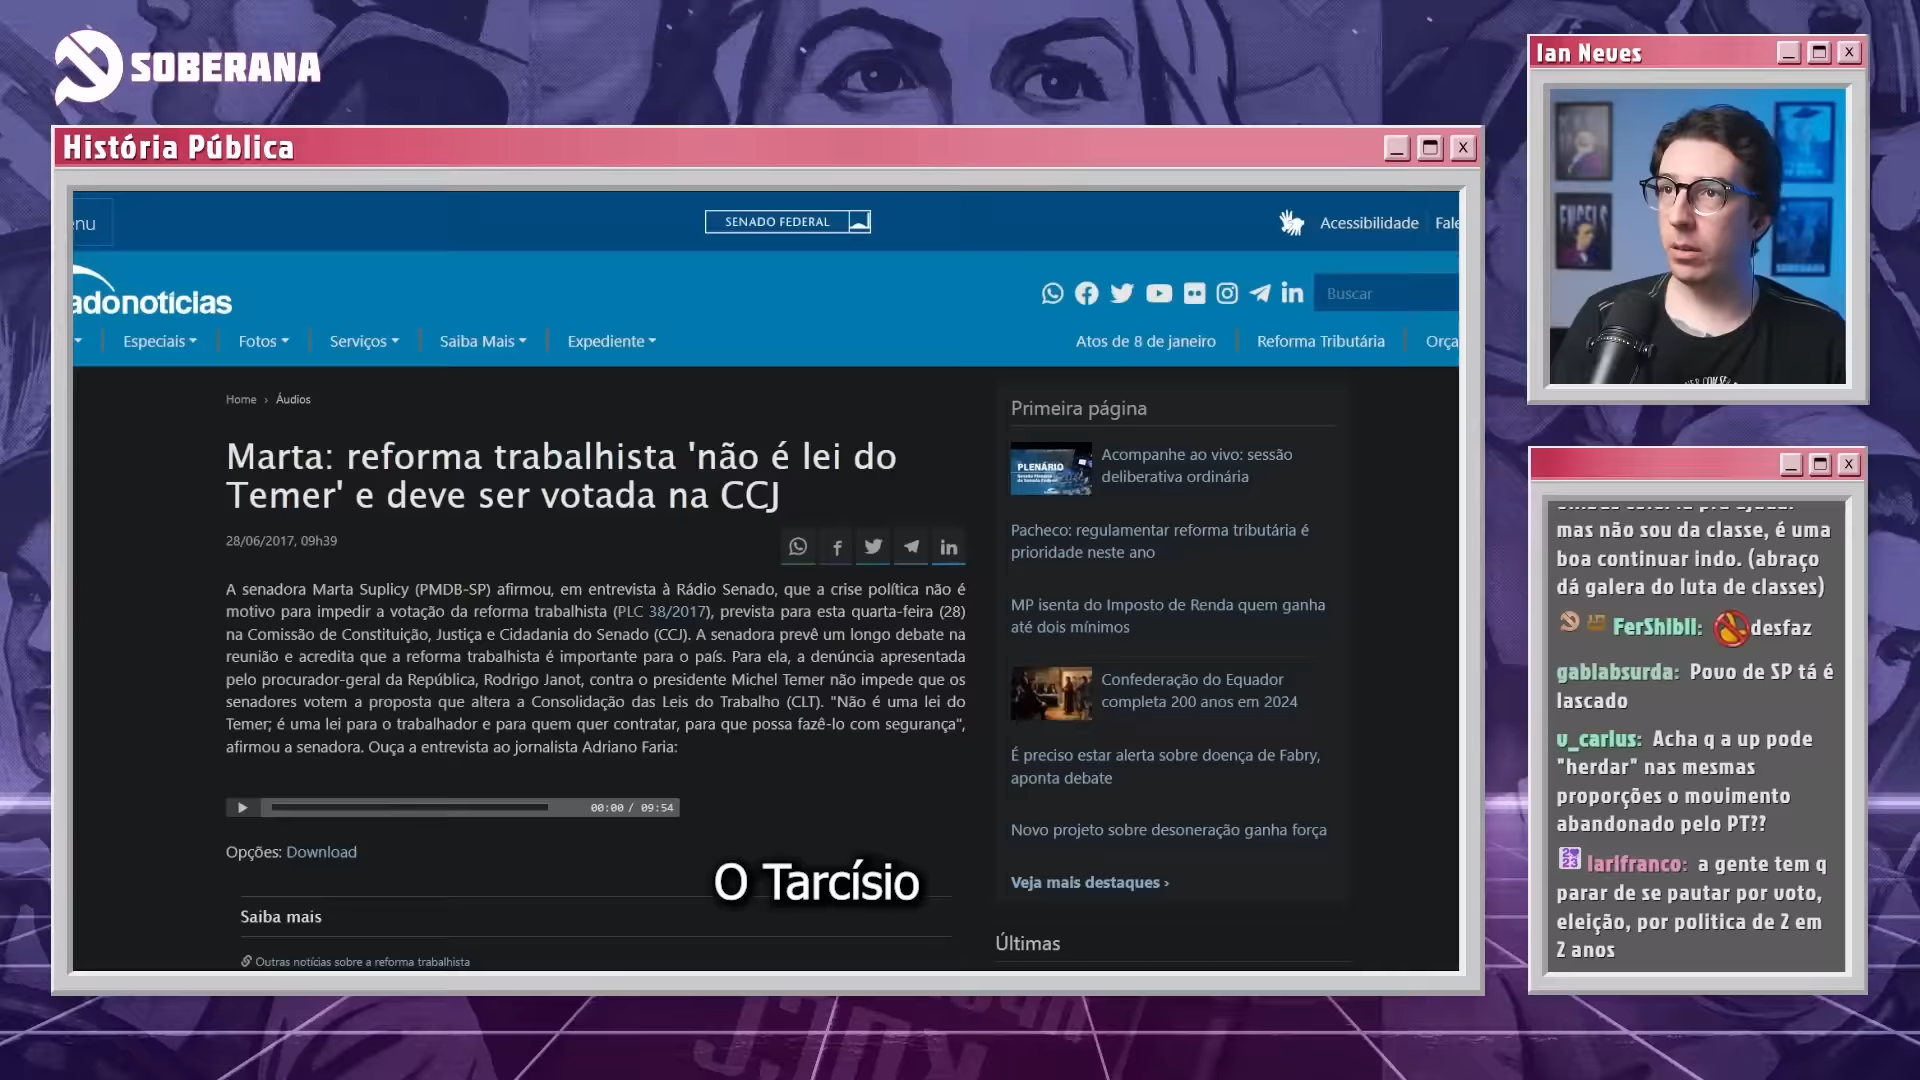 SOBERANA
História Pública
enu
SENADO FEDERAL
Acessibilidade
Fale
adonotícias
Buscar
Especiais
Fotos
Serviços
Saiba Mais
Expediente
Atos de 8 de janeiro
Reforma Tributária
Orça
Home › Áudios
Marta: reforma trabalhista 'não é lei do
Temer' e deve ser votada na CCJ
28/06/2017, 09h39
A senadora Marta Suplicy (PMDB-SP) afirmou, em entrevista à Rádio Senado, que a crise política não é
motivo para impedir a votação da reforma trabalhista (PLC 38/2017), prevista para esta quarta-feira (28)
na Comissão de Constituição, Justiça e Cidadania do Senado (CCJ). A senadora prevê um longo debate na
reunião e acredita que a reforma trabalhista é importante para o país. Para ela, a denúncia apresentada
pelo procurador-geral da República, Rodrigo Janot, contra o presidente Michel Temer não impede que os
senadores votem a proposta que altera a Consolidação das Leis do Trabalho (CLT). "Não é uma lei do
Temer; é uma lei para o trabalhador e para quem quer contratar, para que possa fazê-lo com segurança",
afirmou a senadora. Ouça a entrevista ao jornalista Adriano Faria:
00:00 / 09:54
Opções: Download
O Tarcísio
Saiba mais
Outras notícias sobre a reforma trabalhista
Primeira página
PLENÁRIO
Acompanhe ao vivo: sessão
deliberativa ordinária
Pacheco: regulamentar reforma tributária é
prioridade neste ano
MP isenta do Imposto de Renda quem ganha
até dois mínimos
Confederação do Equador
completa 200 anos em 2024
É preciso estar alerta sobre doença de Fabry,
aponta debate
Novo projeto sobre desoneração ganha força
Veja mais destaques ›
Últimas
Ian Neves
ENGELS
SOBERANA
mas não sou da classe, é uma
boa continuar indo. (abraço
dá galera do luta de classes)
FerShibli: desfaz
gabiabsurda: Povo de SP tá é
lascado
v_carlus: Acha q a up pode
"herdar" nas mesmas
proporções o movimento
abandonado pelo PT??
larifranco: a gente tem q
parar de se pautar por voto,
eleição, por politica de 2 em
2 anos